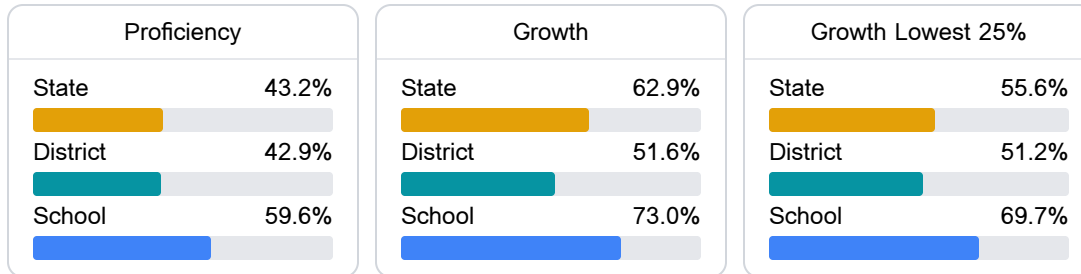 Proficiency
State 43.2%
District 42.9%
School 59.6%
Growth
State 62.9%
District 51.6%
School 73.0%
Growth Lowest 25%
State 55.6%
District 51.2%
School 69.7%